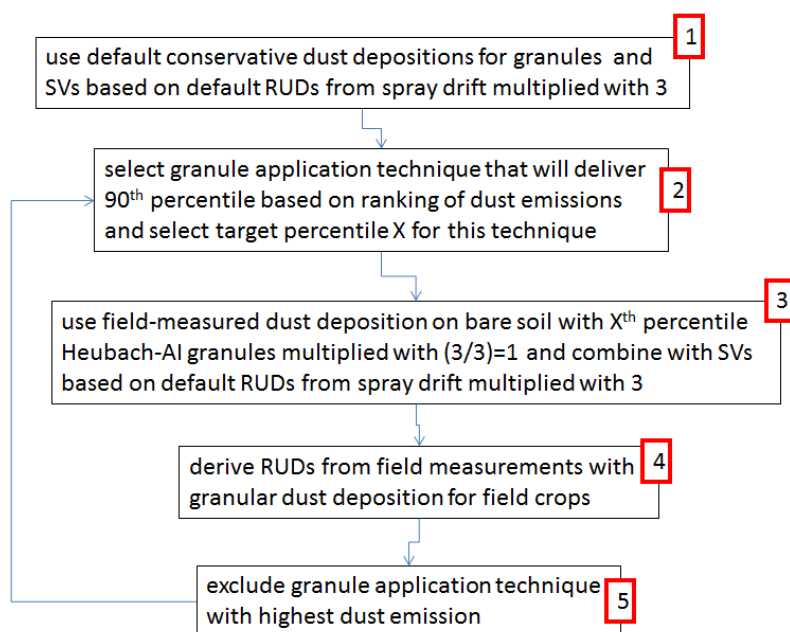 1
use default conservative dust depositions for granules and
SVs based on default RUDs from spray drift multiplied with 3
select granule application technique that will deliver
90th percentile based on ranking of dust emissions
and select target percentile X for this technique
2
3
use field-measured dust deposition on bare soil with Xth percentile
Heubach-AI granules multiplied with (3/3)=1 and combine with SVs
based on default RUDs from spray drift multiplied with 3
derive RUDs from field measurements with
granular dust deposition for field crops
4
exclude granule application technique
with highest dust emission
5